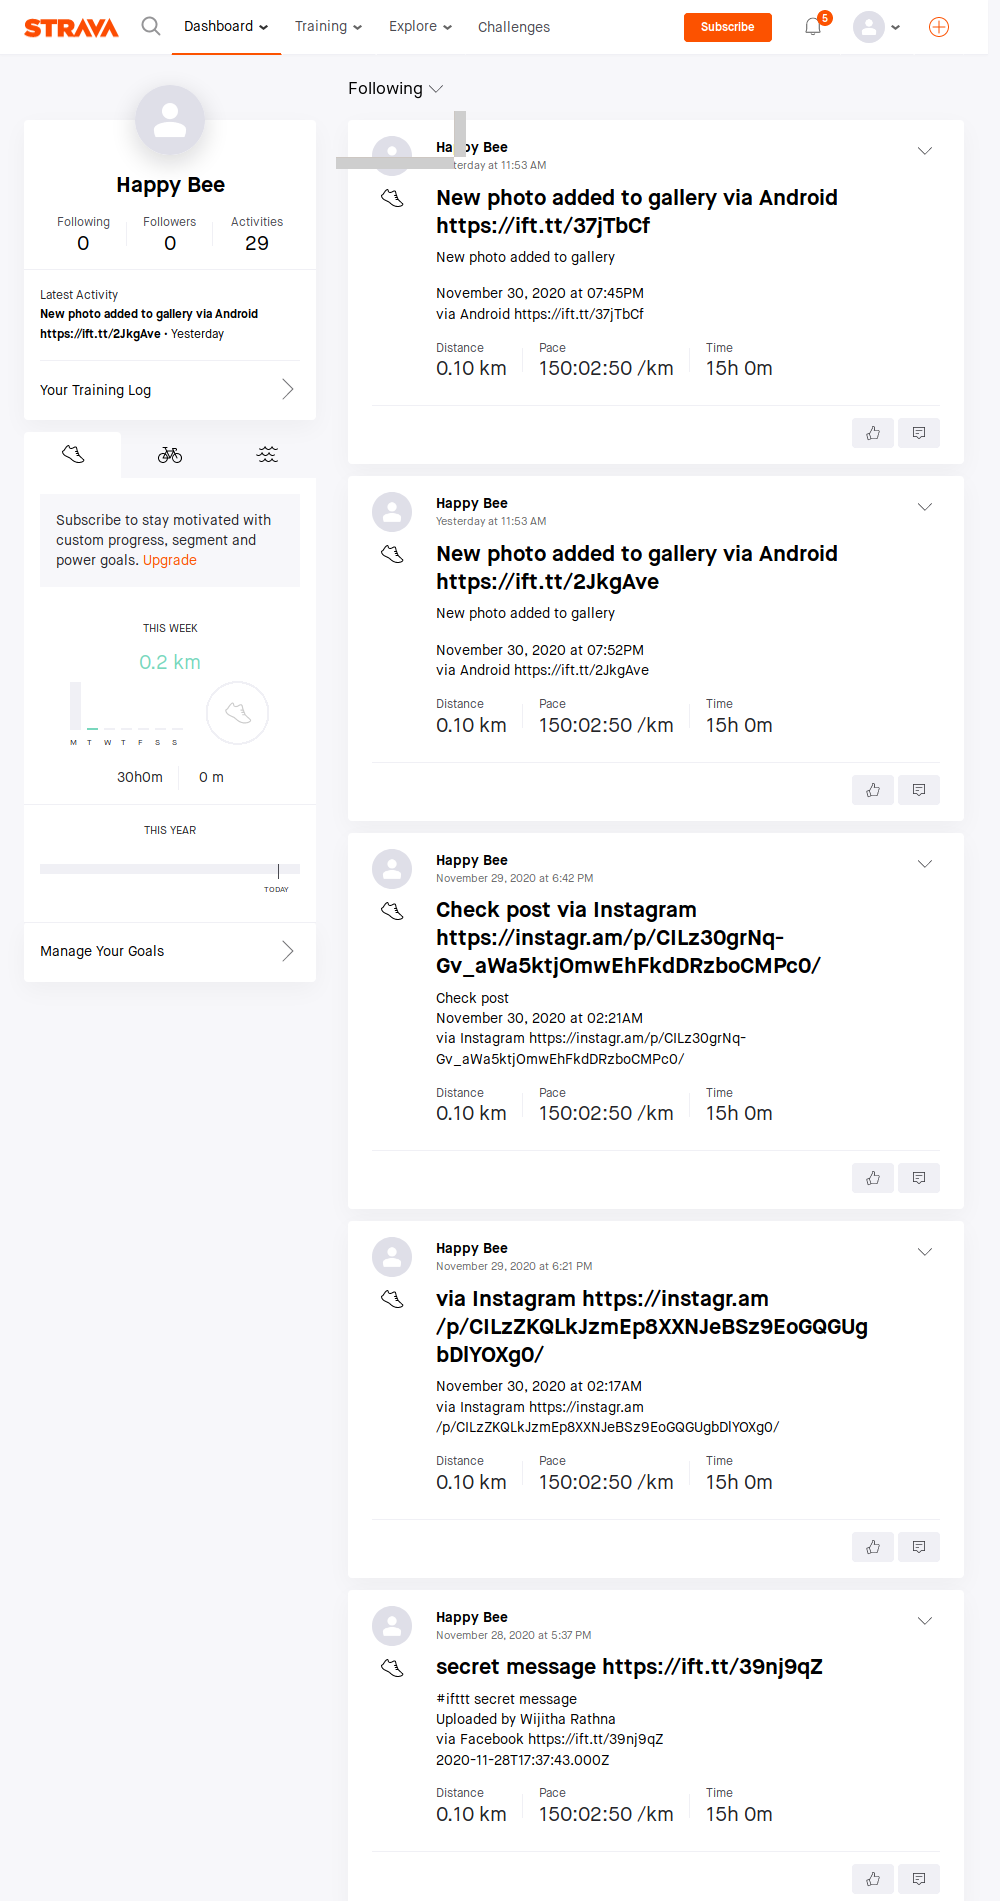 STRAVA
Dashboard
Training
Explore
Challenges
Subscribe
5
Happy Bee
Following
Followers
Activities
0
0
29
Latest Activity
New photo added to gallery via Android
https://ift.tt/2JkgAve • Yesterday
Your Training Log
Subscribe to stay motivated with
custom progress, segment and
power goals. Upgrade
THIS WEEK
0.2 km
M T W T F S S
30h0m
0 m
THIS YEAR
TODAY
Manage Your Goals
Following
Happy Bee
Yesterday at 11:53 AM
New photo added to gallery via Android
https://ift.tt/37jTbCf
New photo added to gallery
November 30, 2020 at 07:45PM
via Android https://ift.tt/37jTbCf
Distance
Pace
Time
0.10 km
150:02:50 /km
15h 0m
Happy Bee
Yesterday at 11:53 AM
New photo added to gallery via Android
https://ift.tt/2JkgAve
New photo added to gallery
November 30, 2020 at 07:52PM
via Android https://ift.tt/2JkgAve
Distance
Pace
Time
0.10 km
150:02:50 /km
15h 0m
Happy Bee
November 29, 2020 at 6:42 PM
Check post via Instagram
https://instagr.am/p/CILz30grNq-
Gv_aWa5ktjOmwEhFkdDRzboCMPc0/
Check post
November 30, 2020 at 02:21AM
via Instagram https://instagr.am/p/CILz30grNq-
Gv_aWa5ktjOmwEhFkdDRzboCMPc0/
Distance
Pace
Time
0.10 km
150:02:50 /km
15h 0m
Happy Bee
November 29, 2020 at 6:21 PM
via Instagram https://instagr.am
/p/CILzZKQLkJzmEp8XXNJeBSz9EoGQGUg
bDlYOXg0/
November 30, 2020 at 02:17AM
via Instagram https://instagr.am
/p/CILzZKQLkJzmEp8XXNJeBSz9EoGQGUgbDlYOXg0/
Distance
Pace
Time
0.10 km
150:02:50 /km
15h 0m
Happy Bee
November 28, 2020 at 5:37 PM
secret message https://ift.tt/39nj9qZ
#ifttt secret message
Uploaded by Wijitha Rathna
via Facebook https://ift.tt/39nj9qZ
2020-11-28T17:37:43.000Z
Distance
Pace
Time
0.10 km
150:02:50 /km
15h 0m